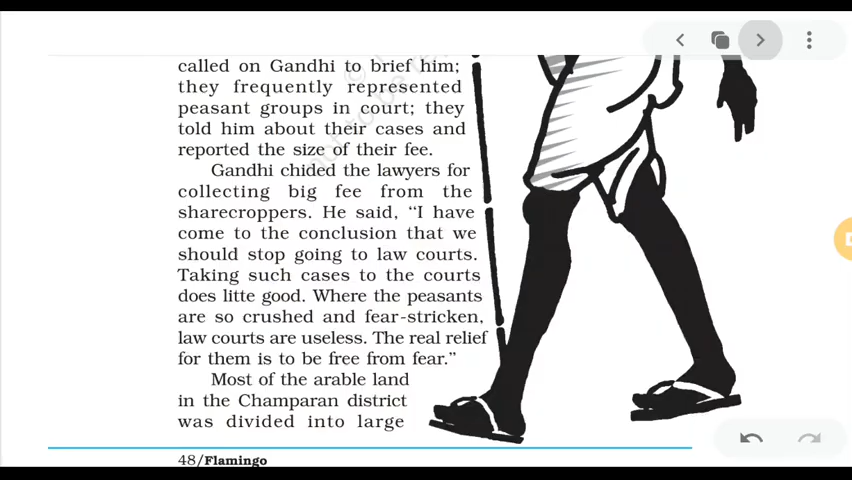 called on Gandhi to brief him;
they frequently represented
peasant groups in court; they
told him about their cases and
reported the size of their fee.
Gandhi chided the lawyers for
collecting big fee from the
sharecroppers. He said, “I have
come to the conclusion that we
should stop going to law courts.
Taking such cases to the courts
does litte good. Where the peasants
are so crushed and fear-stricken,
law courts are useless. The real relief
for them is to be free from fear.”
Most of the arable land
in the Champaran district
was divided into large
48/Flamingo